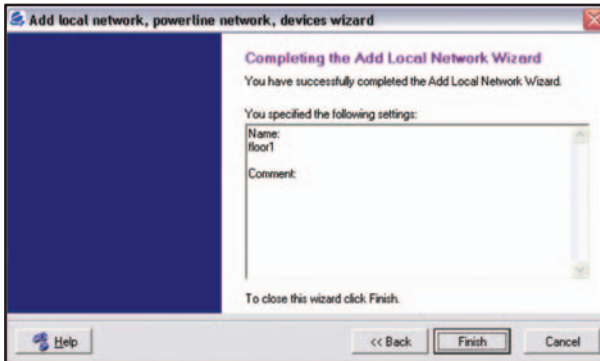 Add local network, powerline network, devices wizard
Completing the Add Local Network Wizard
You have successfully completed the Add Local Network Wizard.
You specified the following settings:
Name:
floor1
Comment:
To close this wizard click Finish.
Help
<< Back
Finish
Cancel